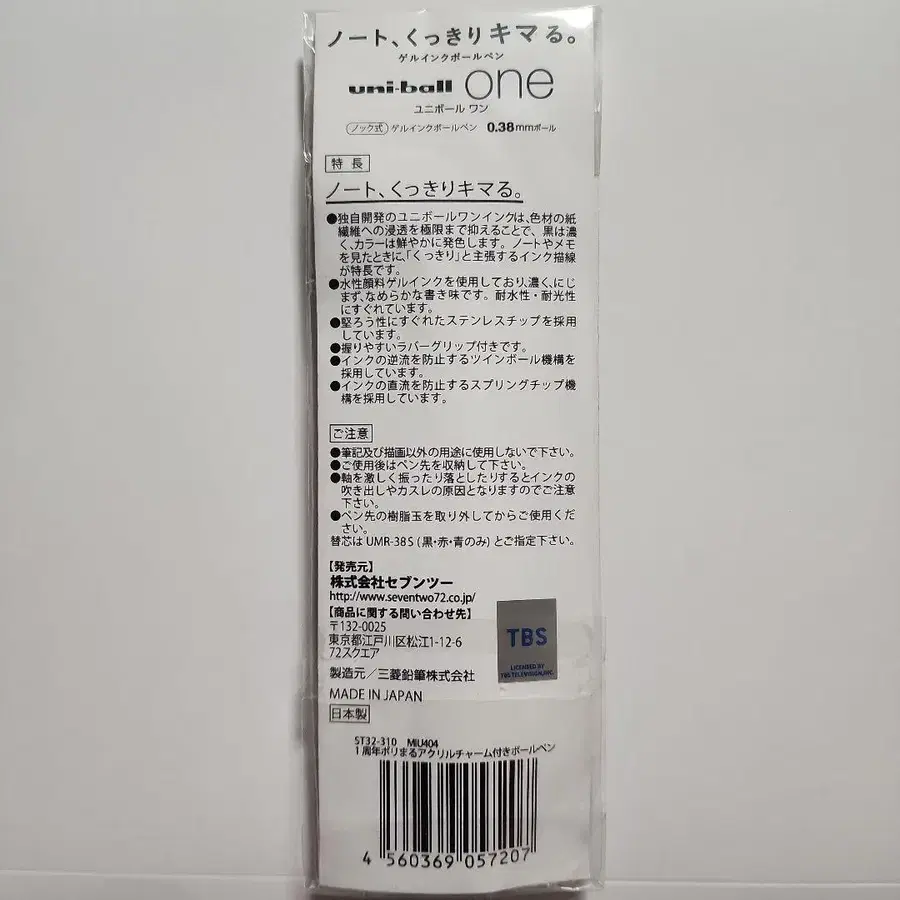 ノート、くっきりキマる。
ゲルインクボールペン
uni-ball one
ユニボール ワン
ノック式 ゲルインクボールペン 0.38mmボール
特長
ノート、くっきりキマる。
●独自開発のユニボールワンインクは、色材の紙
繊維への浸透を極限まで抑えることで、黒は濃
く、カラーは鮮やかに発色します。ノートやメモ
を見たときに、「くっきり」と主張するインク描線
が特長です。
●水性顔料ゲルインクを使用しており、濃く、にじ
まず、なめらかな書き味です。耐水性・耐光性
にすぐれています。
●堅ろう性にすぐれたステンレスチップを採用
しています。
●握りやすいラバーグリップ付きです。
●インクの逆流を防止するツインボール機構を
採用しています。
●インクの直流を防止するスプリングチップ機
構を採用しています。
ご注意
●筆記及び描画以外の用途に使用しないで下さい。
●ご使用後はペン先を収納して下さい。
●軸を激しく振ったり落としたりするとインクの
吹き出しやカスレの原因となりますのでご注意
下さい。
●ペン先の樹脂玉を取り外してからご使用くだ
さい。
替芯は UMR-38S (黒・赤・青のみ) とご指定下さい。
【発売元】
株式会社セブンツー
http://www.seventwo72.co.jp/
【商品に関する問い合わせ先】
〒132-0025
東京都江戸川区松江1-12-6
72スクエア
製造元／三菱鉛筆株式会社
MADE IN JAPAN
日本製
TBS
LICENSED BY
TBS TELEVISION,INC.
ST32-310 MIU404
1周年ポリまるアクリルチャーム付きボールペン
4 560369 057207